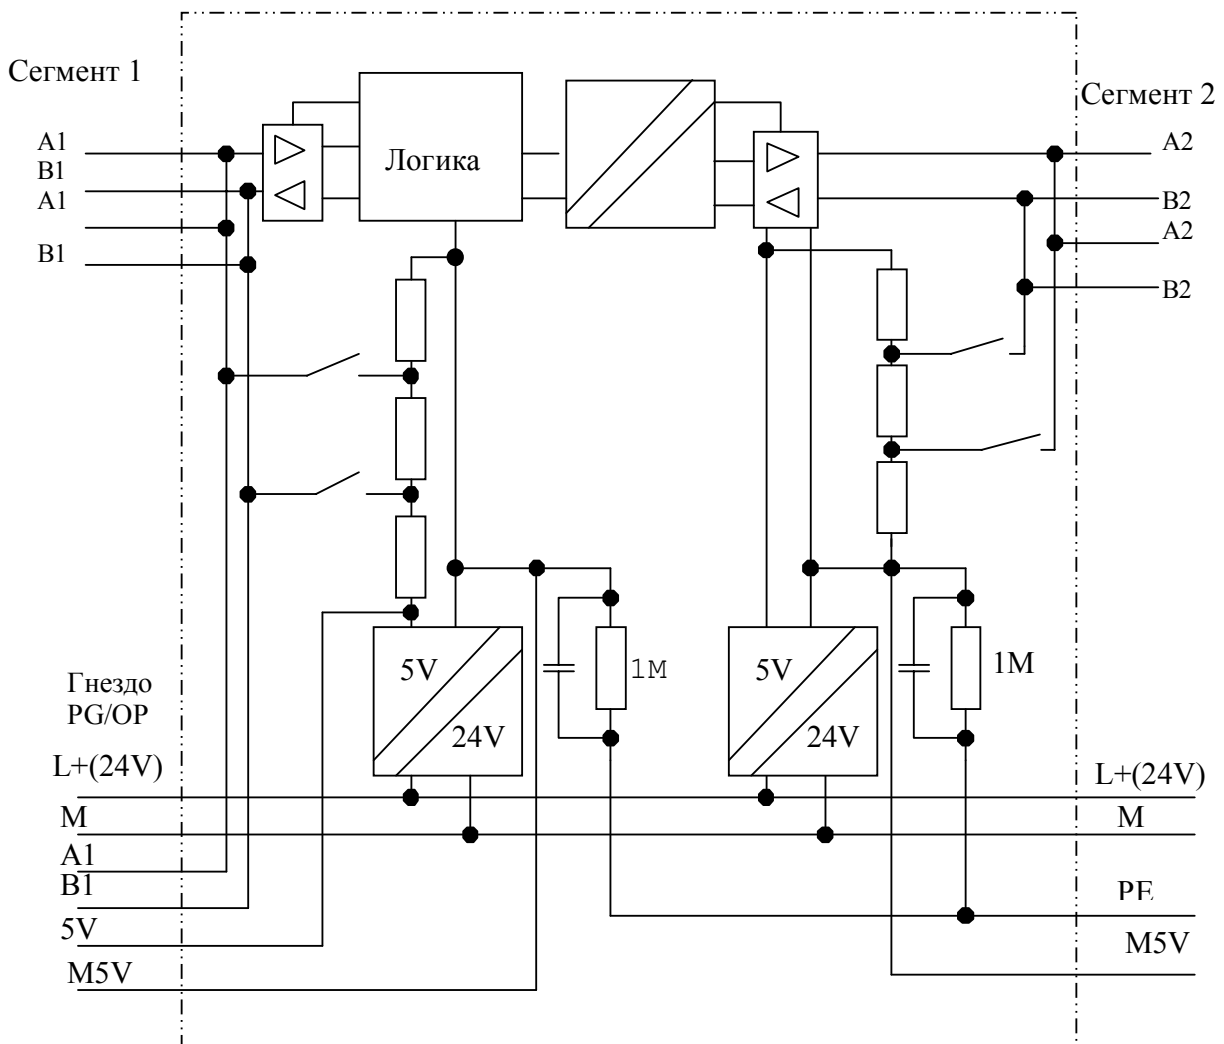 Сегмент 1
Сегмент 2
A1
B1
A1
B1
Логика
A2
B2
A2
B2
5V
24V
1M
5V
24V
1M
Гнездо
PG/OP
L+(24V)
M
A1
B1
5V
M5V
L+(24V)
M
PE
M5V